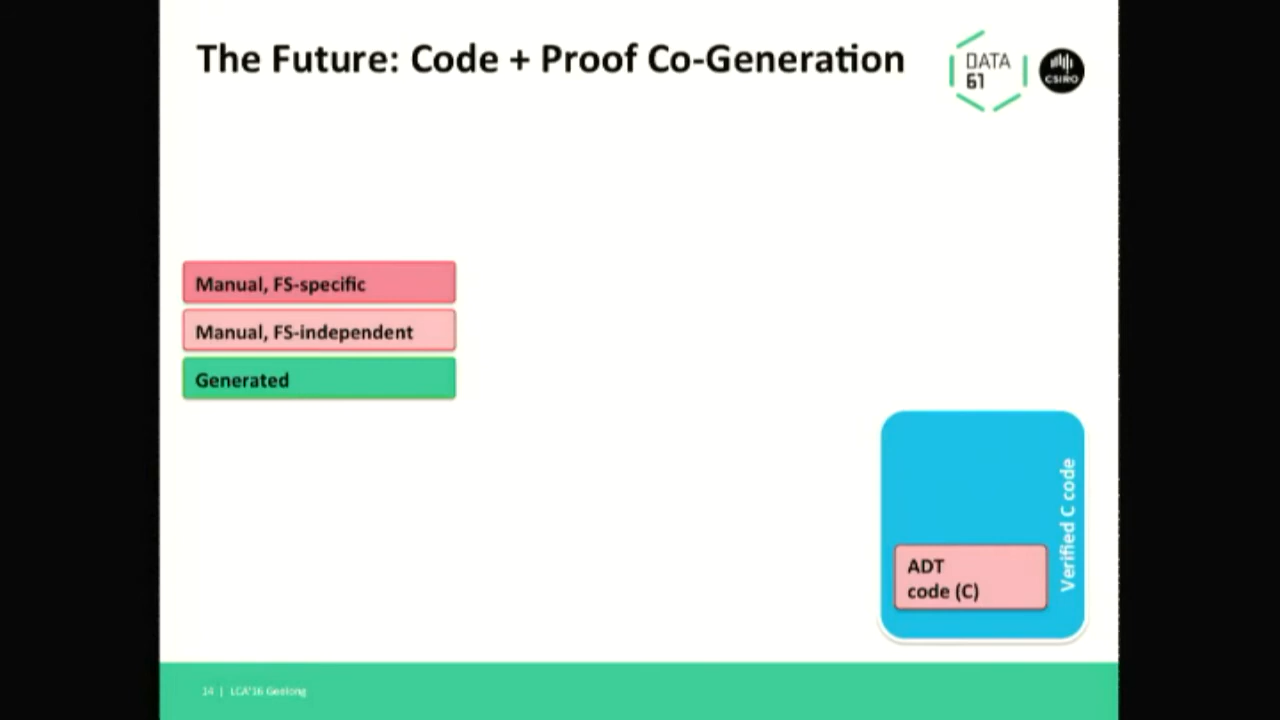 The Future: Code + Proof Co-Generation
DATA
61
CSIRO
Manual, FS-specific
Manual, FS-independent
Generated
Verified C code
ADT
code (C)
14 | LCA'16 Geelong